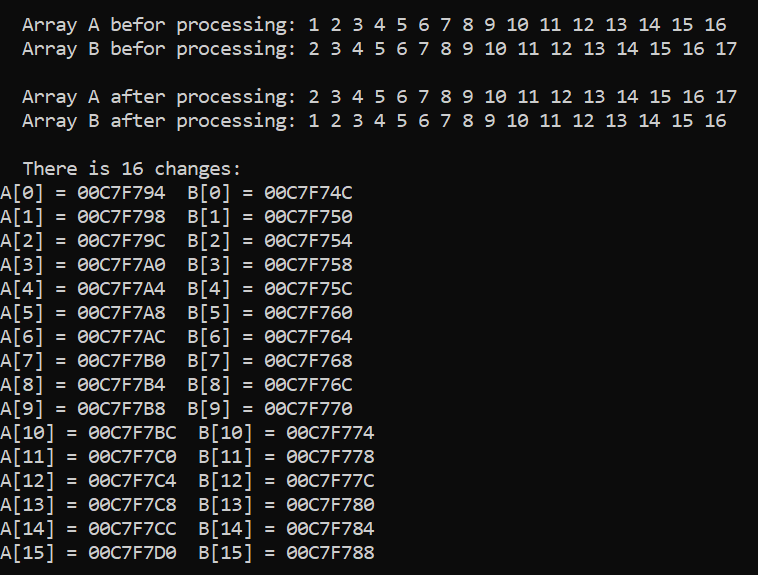 Array A befor processing: 1 2 3 4 5 6 7 8 9 10 11 12 13 14 15 16
Array B befor processing: 2 3 4 5 6 7 8 9 10 11 12 13 14 15 16 17
Array A after processing: 2 3 4 5 6 7 8 9 10 11 12 13 14 15 16 17
Array B after processing: 1 2 3 4 5 6 7 8 9 10 11 12 13 14 15 16
There is 16 changes:
A[0] = 00C7F794  B[0] = 00C7F74C
A[1] = 00C7F798  B[1] = 00C7F750
A[2] = 00C7F79C  B[2] = 00C7F754
A[3] = 00C7F7A0  B[3] = 00C7F758
A[4] = 00C7F7A4  B[4] = 00C7F75C
A[5] = 00C7F7A8  B[5] = 00C7F760
A[6] = 00C7F7AC  B[6] = 00C7F764
A[7] = 00C7F7B0  B[7] = 00C7F768
A[8] = 00C7F7B4  B[8] = 00C7F76C
A[9] = 00C7F7B8  B[9] = 00C7F770
A[10] = 00C7F7BC  B[10] = 00C7F774
A[11] = 00C7F7C0  B[11] = 00C7F778
A[12] = 00C7F7C4  B[12] = 00C7F77C
A[13] = 00C7F7C8  B[13] = 00C7F780
A[14] = 00C7F7CC  B[14] = 00C7F784
A[15] = 00C7F7D0  B[15] = 00C7F788